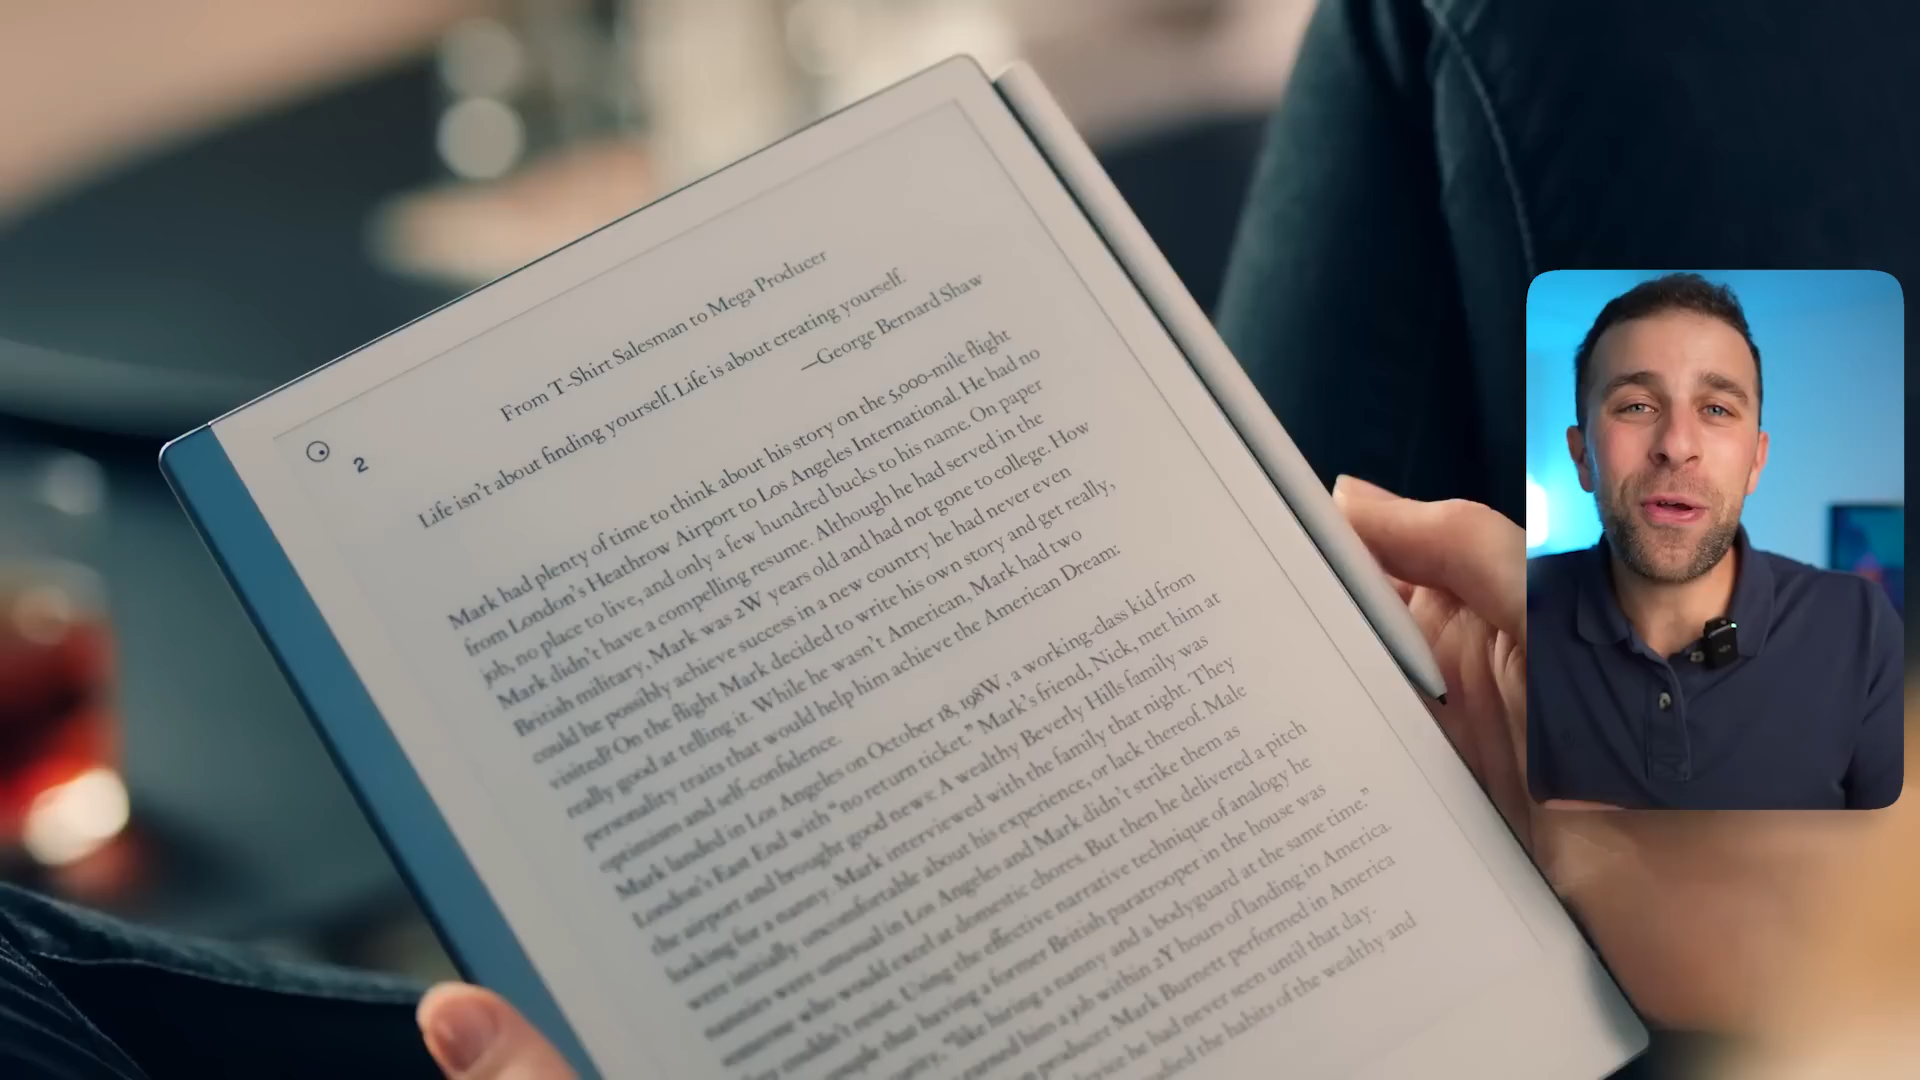 2
From T-Shirt Salesman to Mega Producer
Life isn't about finding yourself. Life is about creating yourself.
—George Bernard Shaw
Mark had plenty of time to think about his story on the 5,000-mile flight
from London's Heathrow Airport to Los Angeles International. He had no
job, no place to live, and only a few hundred bucks to his name. On paper
Mark didn't have a compelling resume. Although he had served in the
British military, Mark was 2W years old and had not gone to college. How
could he possibly achieve success in a new country he had never even
visited? On the flight Mark decided to write his own story and get really,
really good at telling it. While he wasn't American, Mark had two
personality traits that would help him achieve the American Dream:
optimism and self-confidence.
Mark landed in Los Angeles on October 18, 198W, a working-class kid from
London's East End with "no return ticket." Mark's friend, Nick, met him at
the airport and brought good news: A wealthy Beverly Hills family was
looking for a nanny. Mark interviewed with the family that night. They
were initially uncomfortable about his experience, or lack thereof. Male
nannies were unusual in Los Angeles and Mark didn't strike them as
someone who would excel at domestic chores. But then he delivered a pitch
they couldn't resist. Using the effective narrative technique of analogy he
couple that having a former British paratrooper in the house was
"like hiring a nanny and a bodyguard at the same time."
earned him a job within 2Y hours of landing in America.
producer Mark Burnett performed in America
he had never seen until that day.
the habits of the wealthy and